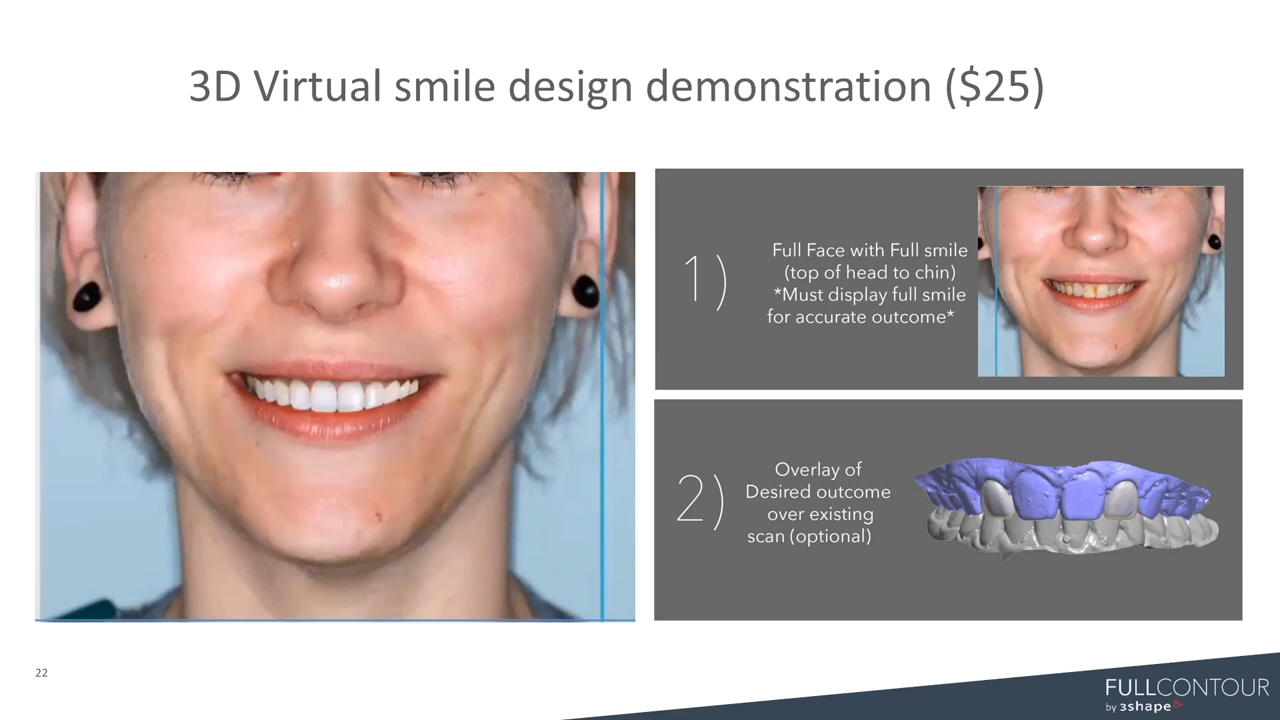 3D Virtual smile design demonstration ($25)
1)
Full Face with Full smile
(top of head to chin)
*Must display full smile
for accurate outcome*
2)
Overlay of
Desired outcome
over existing
scan (optional)
22
FULLCONTOUR
by 3shape